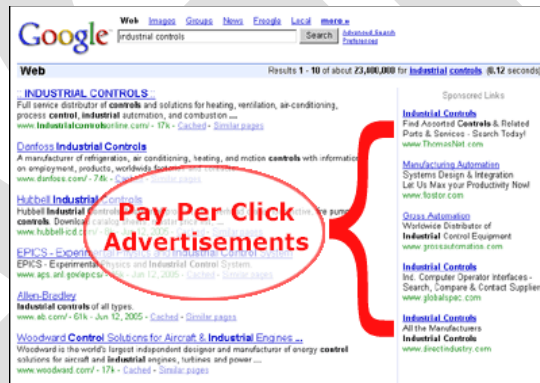 Google
Web Images Groups News Froogle Local more »
industrial controls
Search
Advanced Search
Preferences
Web
Results 1 - 10 of about 23,400,000 for industrial controls. (0.12 seconds)
:: INDUSTRIAL CONTROLS ::
Full service distributor of controls and solutions for heating, ventilation, air-conditioning,
process control, industrial automation, and combustion ....
www.industrialcontrolsonline.com/ - 17k - Cached - Similar pages
Danfoss Industrial Controls
A manufacturer of refrigeration, air conditioning, heating, and motion controls with information
on employment, products, worldwide
www.danfoss.com/ - 74k - Cached - Similar pages
Hubbell Industrial Controls
Hubbell Industrial Controls
controls. Download
www.hubbell-icd.com/
EPICS - Experimental Physics and Industrial Control System
EPICS - Experimental Physics and Industrial Control System
www.aps.anl.gov/epics/ - Jun 12, 2005 - Cached - Similar pages
Allen-Bradley
Industrial controls of all types.
www.ab.com/ - 61k - Jun 12, 2005 - Cached - Similar pages
Woodward Control Solutions for Aircraft & Industrial Engines ...
Woodward is the world's largest independent designer and manufacturer of energy control
solutions for aircraft and industrial engines, turbines and power ....
www.woodward.com/ - 17k - Cached - Similar pages
Pay Per Click
Advertisements
Sponsored Links
Industrial Controls
Find Assorted Controls & Related
Parts & Services - Search Today!
www.ThomasNet.com
Manufacturing Automation
Systems Design & Integration
Let Us Max your Productivity Now!
www.fostor.com
Gross Automation
Worldwide Distributor of
Industrial Control Equipment
www.grossautomation.com
Industrial Controls
Ind. Computer Operator Interfaces -
Search, Compare & Contact Supplier
www.globalspec.com
Industrial Controls
All the Manufacturers
Industrial Controls
www.directindustry.com